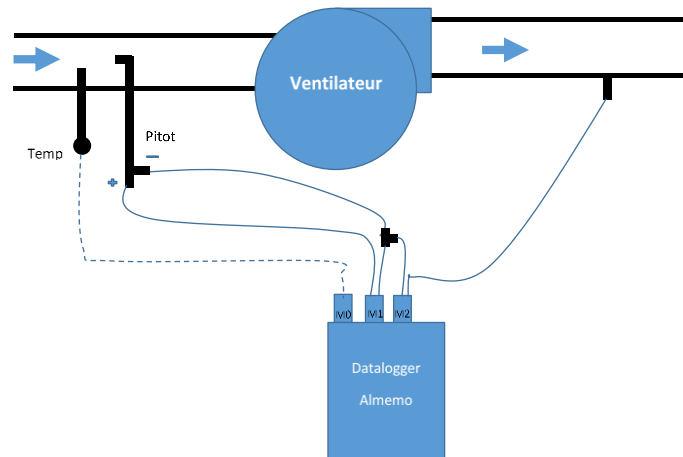 Ventilateur
Pitot
−
Temp
+
M0
M1
M2
Datalogger
Almemo